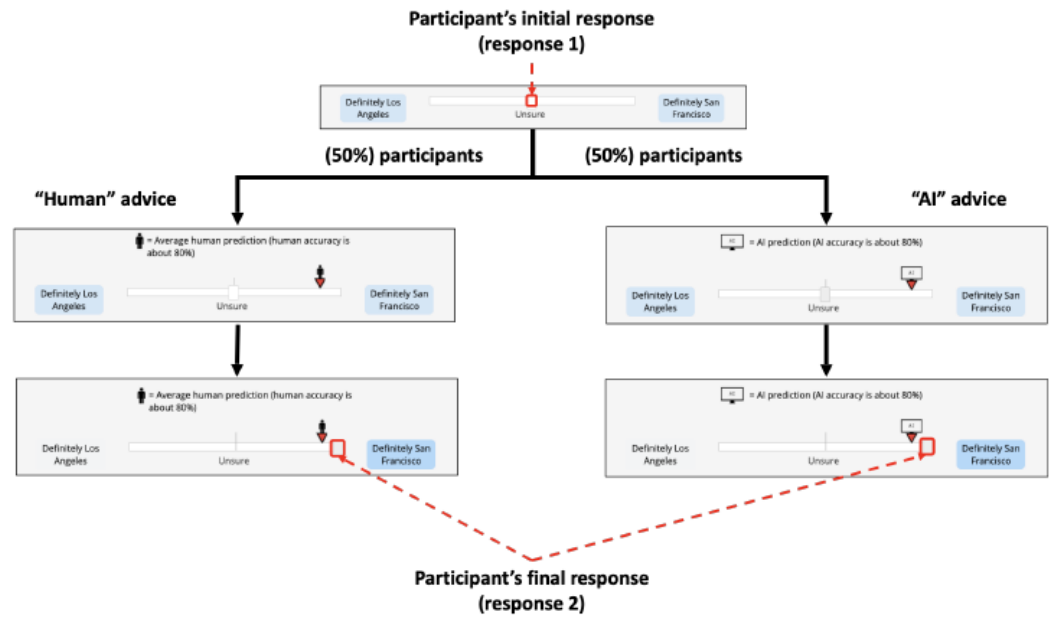 Participant's initial response
(response 1)
Definitely Los
Angeles
Unsure
Definitely San
Francisco
(50%) participants
(50%) participants
“Human” advice
“AI” advice
= Average human prediction (human accuracy is
about 80%)
Definitely Los
Angeles
Unsure
Definitely San
Francisco
AI
= AI prediction (AI accuracy is about 80%)
AI
Definitely Los
Angeles
Unsure
Definitely San
Francisco
= Average human prediction (human accuracy is
about 80%)
Definitely Los
Angeles
Unsure
Definitely San
Francisco
AI
= AI prediction (AI accuracy is about 80%)
AI
Definitely Los
Angeles
Unsure
Definitely San
Francisco
Participant's final response
(response 2)